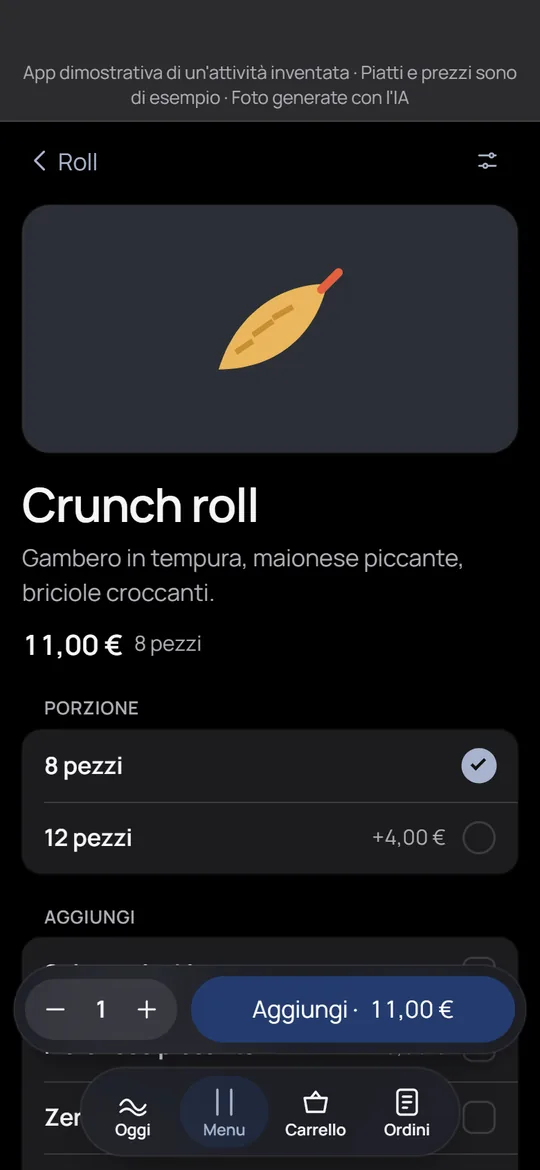 App dimostrativa di un'attività inventata · Piatti e prezzi sono
di esempio · Foto generate con l'IA
Roll
Crunch roll
Gambero in tempura, maionese piccante,
briciole croccanti.
11,00 € 8 pezzi
PORZIONE
8 pezzi
12 pezzi +4,00 €
AGGIUNGI
1 Aggiungi · 11,00 €
Oggi Menu Carrello Ordini